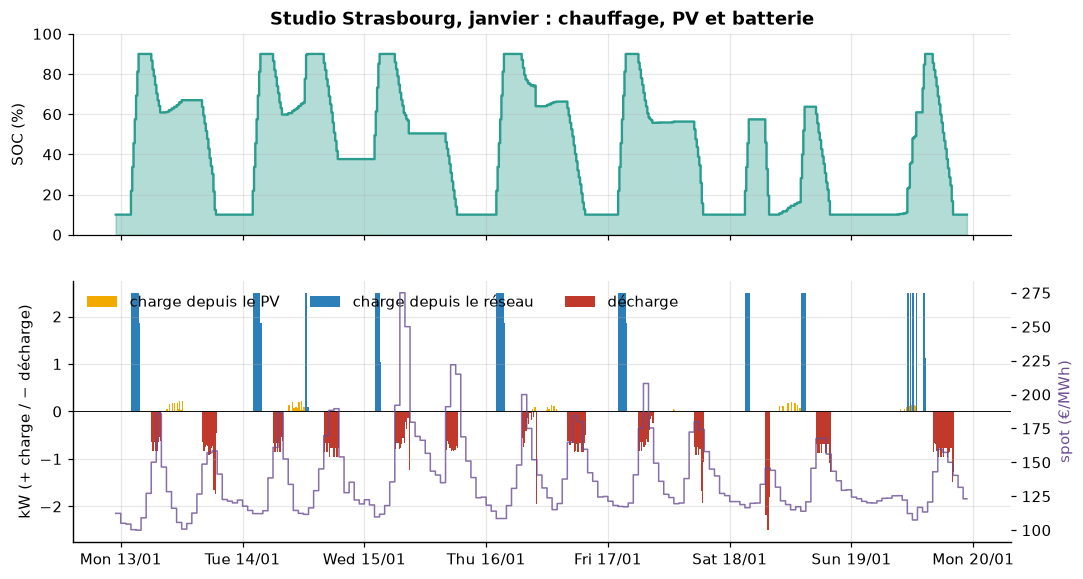 Studio Strasbourg, janvier : chauffage, PV et batterie
100
80
60
40
20
0
SOC (%)
charge depuis le PV
charge depuis le réseau
décharge
2
1
0
−1
−2
kW (+ charge / − décharge)
275
250
225
200
175
150
125
100
spot (€/MWh)
Mon 13/01
Tue 14/01
Wed 15/01
Thu 16/01
Fri 17/01
Sat 18/01
Sun 19/01
Mon 20/01